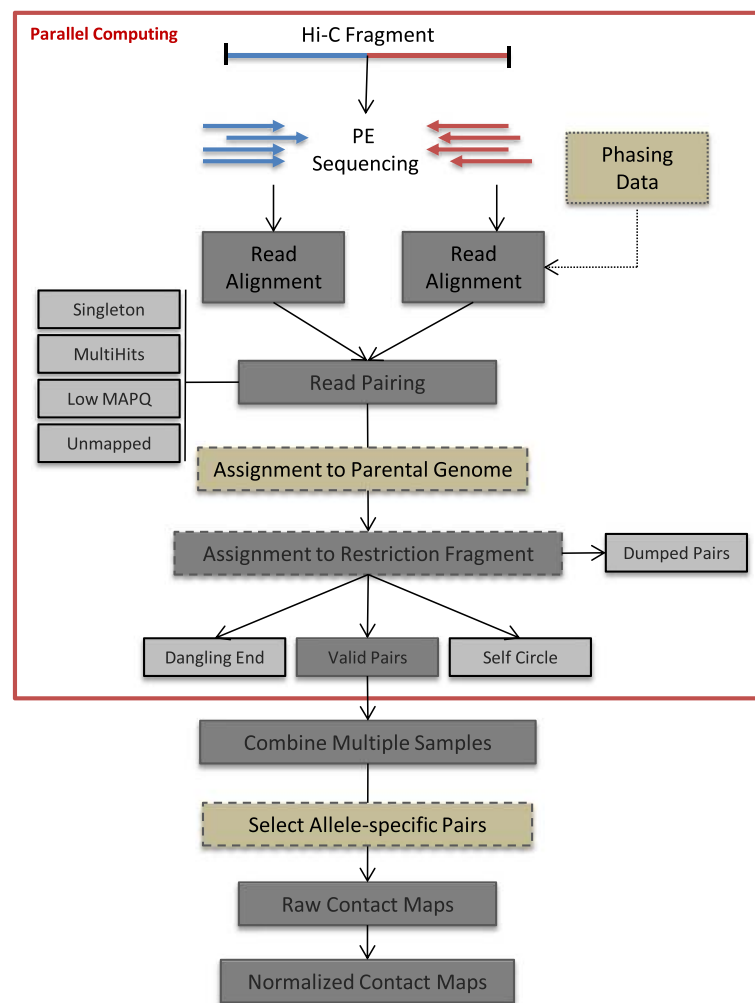 Parallel Computing
Hi-C Fragment
PE
Sequencing
Phasing
Data
Read
Alignment
Read
Alignment
Singleton
MultiHits
Low MAPQ
Unmapped
Read Pairing
Assignment to Parental Genome
Assignment to Restriction Fragment
Dumped Pairs
Dangling End
Valid Pairs
Self Circle
Combine Multiple Samples
Select Allele-specific Pairs
Raw Contact Maps
Normalized Contact Maps